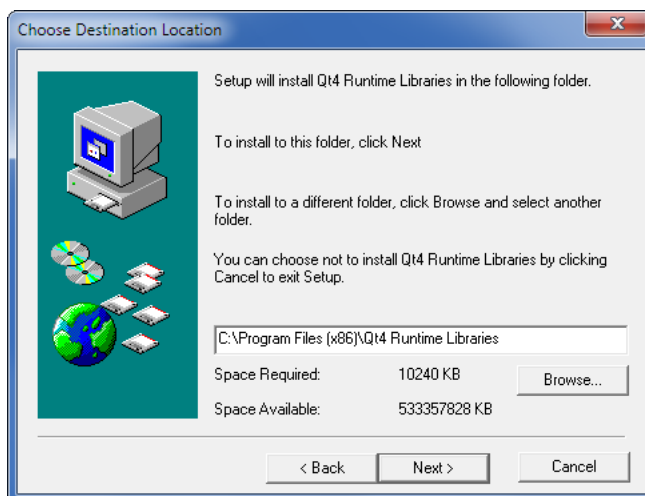 Choose Destination Location
Setup will install Qt4 Runtime Libraries in the following folder.
To install to this folder, click Next
To install to a different folder, click Browse and select another
folder.
You can choose not to install Qt4 Runtime Libraries by clicking
Cancel to exit Setup.
C:\Program Files (x86)\Qt4 Runtime Libraries
Space Required: 10240 KB
Browse...
Space Available: 533357828 KB
< Back Next > Cancel